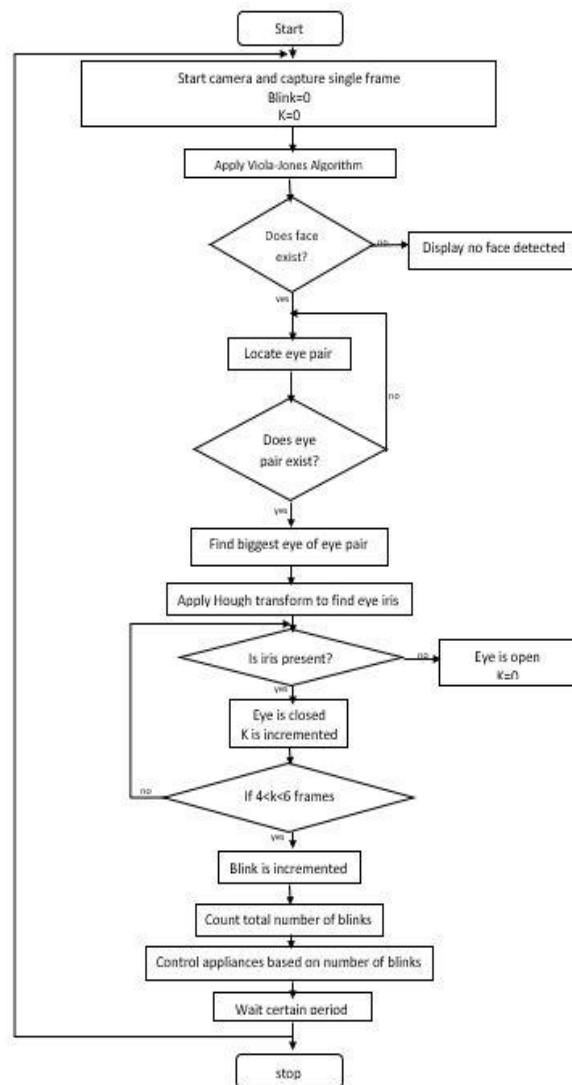 Start
Start camera and capture single frame
Blink=0
K=0
Apply Viola-Jones Algorithm
Does face
exist?
no
Display no face detected
yes
Locate eye pair
no
Does eye
pair exist?
yes
Find biggest eye of eye pair
Apply Hough transform to find eye iris
Is iris present?
no
Eye is open
K=0
yes
Eye is closed
K is incremented
If 4<k<6 frames
no
yes
Blink is incremented
Count total number of blinks
Control appliances based on number of blinks
Wait certain period
stop